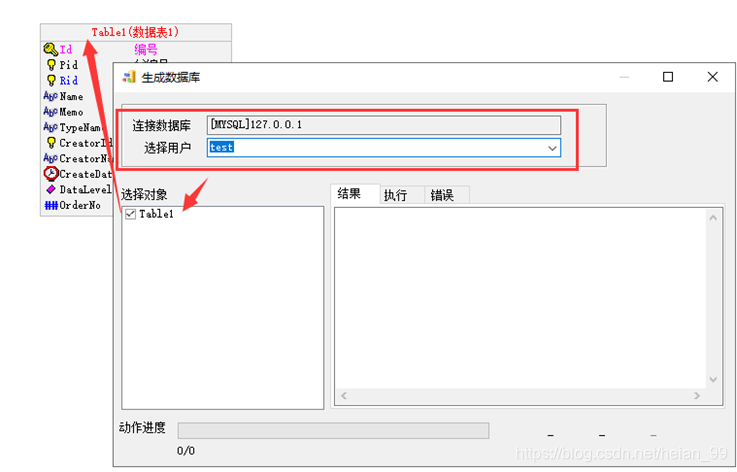 Table1(数据表1)
Id 编号
Pid
Rid
Name
Memo
TypeNam
CreatorId
CreatorNa
CreateDat
DataLevel
OrderNo
生成数据库
连接数据库 [MYSQL]127.0.0.1
选择用户 test
选择对象
Table1
结果 执行 错误
动作进度
0/0
https://blog.csdn.net/heian_99